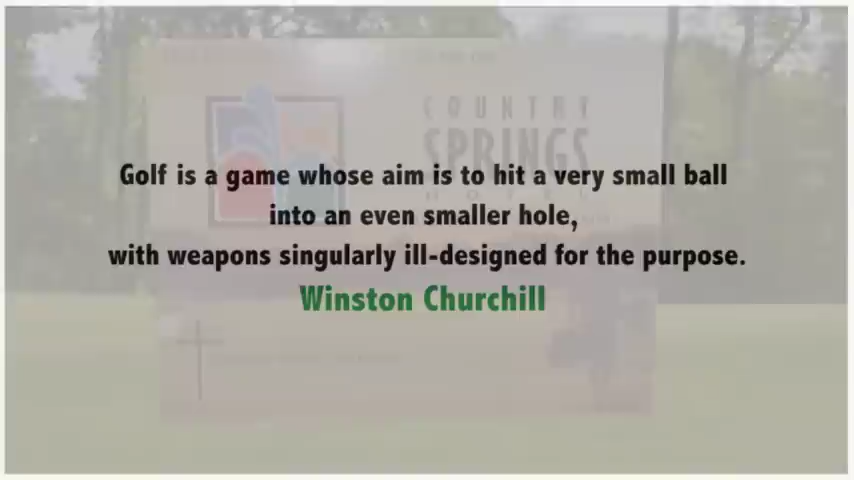 COUNTRY
SPRINGS
HOTEL
Golf is a game whose aim is to hit a very small ball
into an even smaller hole,
with weapons singularly ill-designed for the purpose.
Winston Churchill